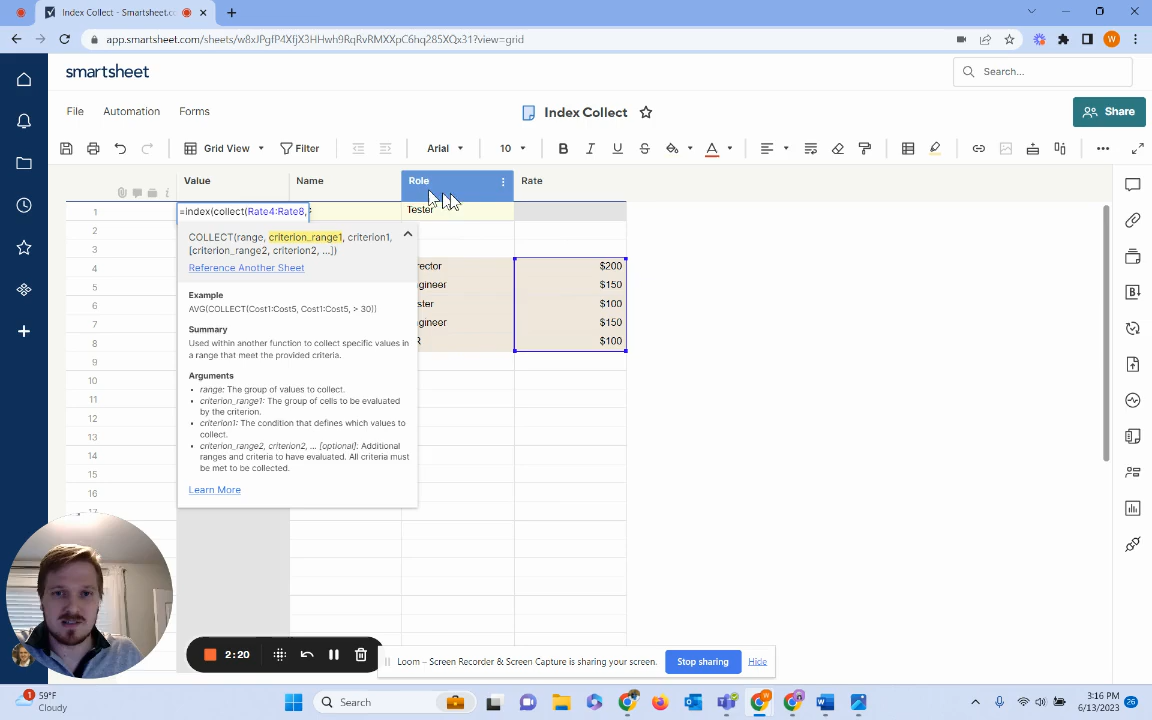 Index Collect - Smartsheet.com
app.smartsheet.com/sheets/w8xJPgfP4XfjX3HHwh9RqRvRMXXpC6hq285XQx31?view=grid
W
smartsheet
Search...
File Automation Forms
Index Collect
Share
Grid View Filter Arial 10 B I U S A
Value Name Role Rate
1 =index(collect(Rate4:Rate8, Tester
2
3
4 rector $200
5 gineer $150
6 ster $100
7 gineer $150
8 R $100
9
10
11
12
13
14
15
16
17
COLLECT(range, criterion_range1, criterion1,
[criterion_range2, criterion2, ...])
Reference Another Sheet
Example
AVG(COLLECT(Cost1:Cost5, Cost1:Cost5, > 30))
Summary
Used within another function to collect specific values in
a range that meet the provided criteria.
Arguments
range: The group of values to collect.
criterion_range1: The group of cells to be evaluated
by the criterion.
criterion1: The condition that defines which values to
collect.
criterion_range2, criterion2, ... [optional]: Additional
ranges and criteria to have evaluated. All criteria must
be met to be collected.
Learn More
2:20
Loom – Screen Recorder & Screen Capture is sharing your screen. Stop sharing Hide
1
59°F
Cloudy
Search
3:16 PM
6/13/2023
26